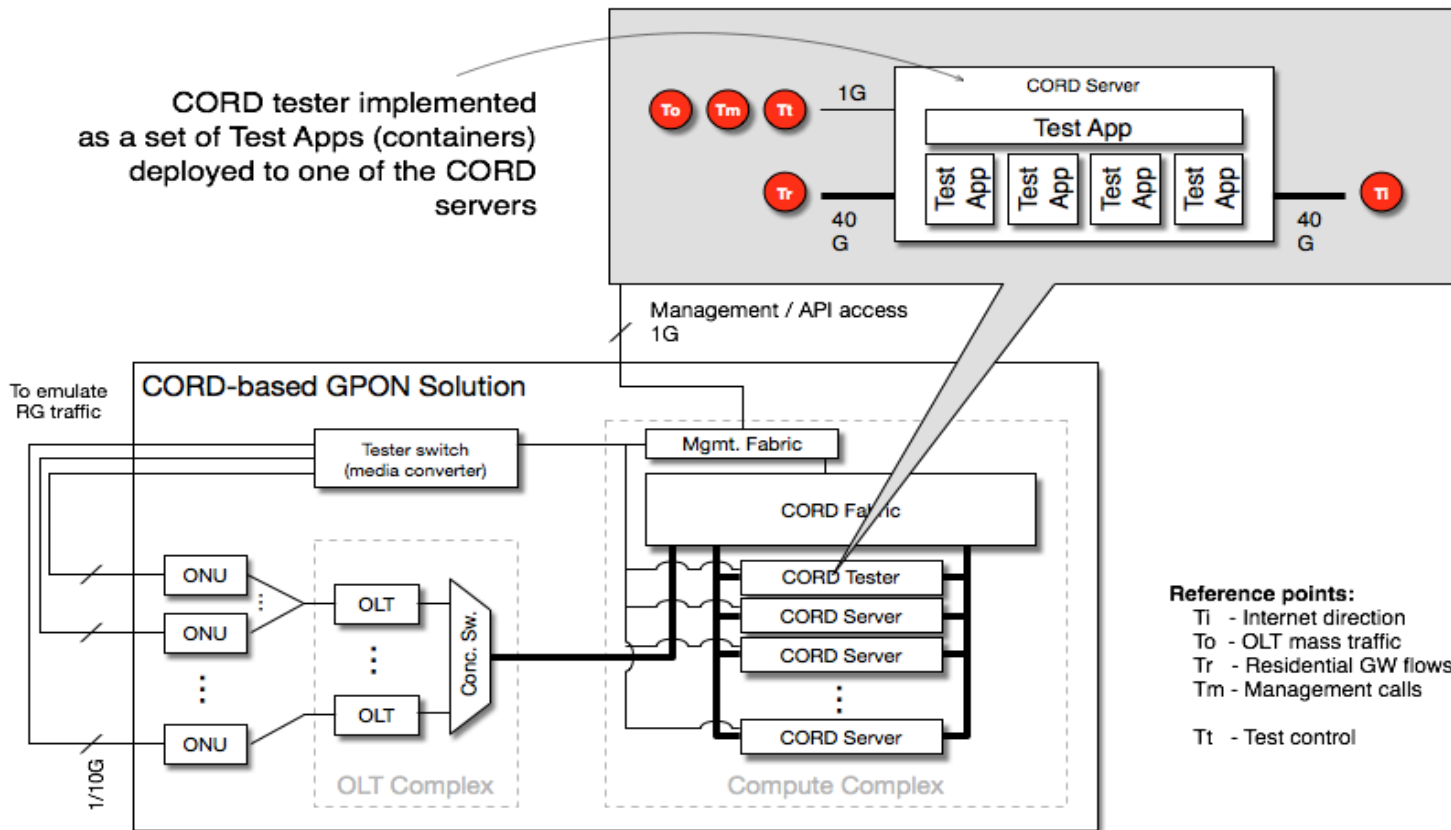 CORD tester implemented
as a set of Test Apps (containers)
deployed to one of the CORD
servers
To
Tm
Tt
1G
Tr
40
G
CORD Server
Test App
Test
App
Test
App
Test
App
Test
App
40
G
Ti
Management / API access
1G
To emulate
RG traffic
CORD-based GPON Solution
Tester switch
(media converter)
Mgmt. Fabric
CORD Fabric
ONU
ONU
ONU
1/10G
OLT
OLT
Conc. Sw.
OLT Complex
CORD Tester
CORD Server
CORD Server
CORD Server
Compute Complex
Reference points:
Ti - Internet direction
To - OLT mass traffic
Tr - Residential GW flows
Tm - Management calls
Tt - Test control